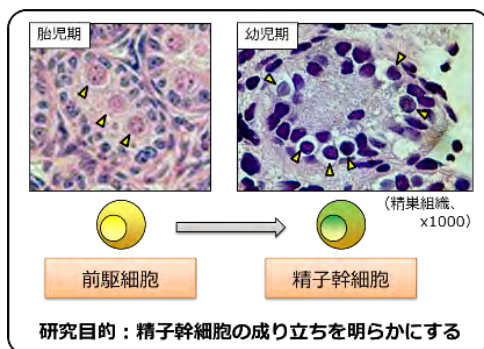 胎児期
幼児期
（精巣組織、
x1000）
前駆細胞
精子幹細胞
研究目的：精子幹細胞の成り立ちを明らかにする